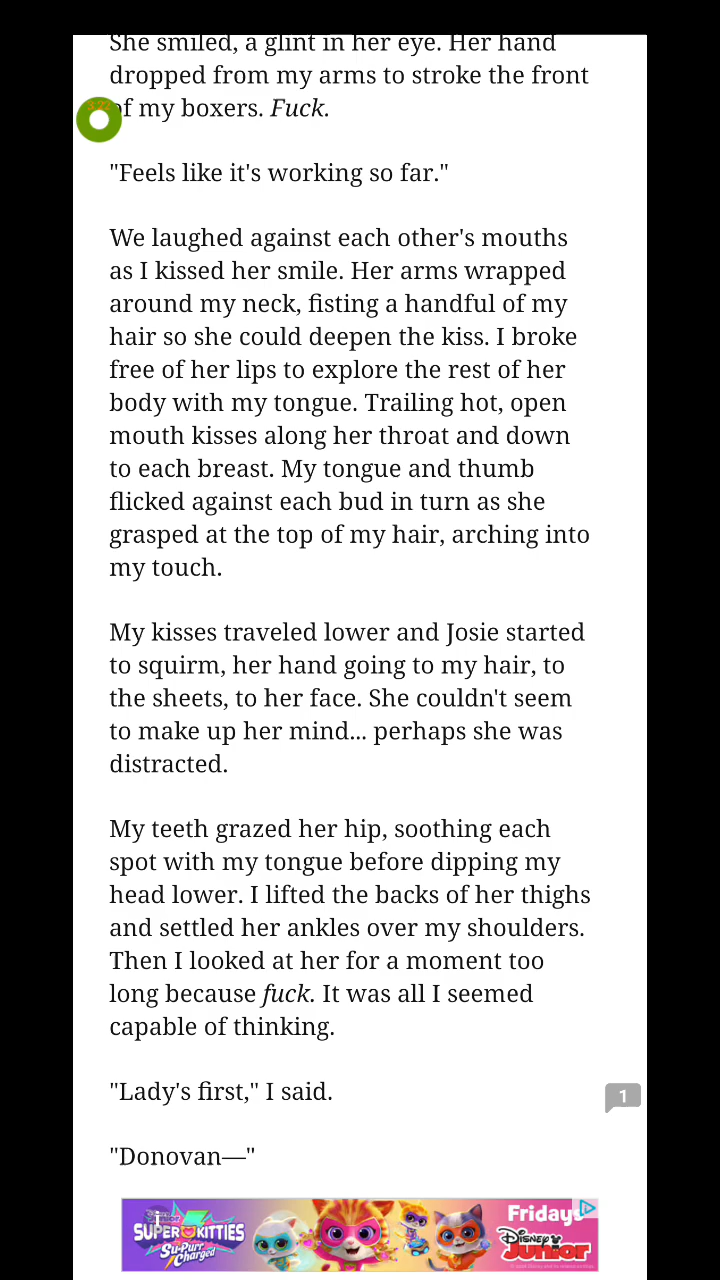 She smiled, a glint in her eye. Her hand
dropped from my arms to stroke the front
of my boxers. Fuck.
3:22
"Feels like it's working so far."
We laughed against each other's mouths
as I kissed her smile. Her arms wrapped
around my neck, fisting a handful of my
hair so she could deepen the kiss. I broke
free of her lips to explore the rest of her
body with my tongue. Trailing hot, open
mouth kisses along her throat and down
to each breast. My tongue and thumb
flicked against each bud in turn as she
grasped at the top of my hair, arching into
my touch.
My kisses traveled lower and Josie started
to squirm, her hand going to my hair, to
the sheets, to her face. She couldn't seem
to make up her mind... perhaps she was
distracted.
My teeth grazed her hip, soothing each
spot with my tongue before dipping my
head lower. I lifted the backs of her thighs
and settled her ankles over my shoulders.
Then I looked at her for a moment too
long because fuck. It was all I seemed
capable of thinking.
"Lady's first," I said.
1
"Donovan—"
SUPER KITTIES
Su-Purr
Charged
Fridays
Disney
Junior